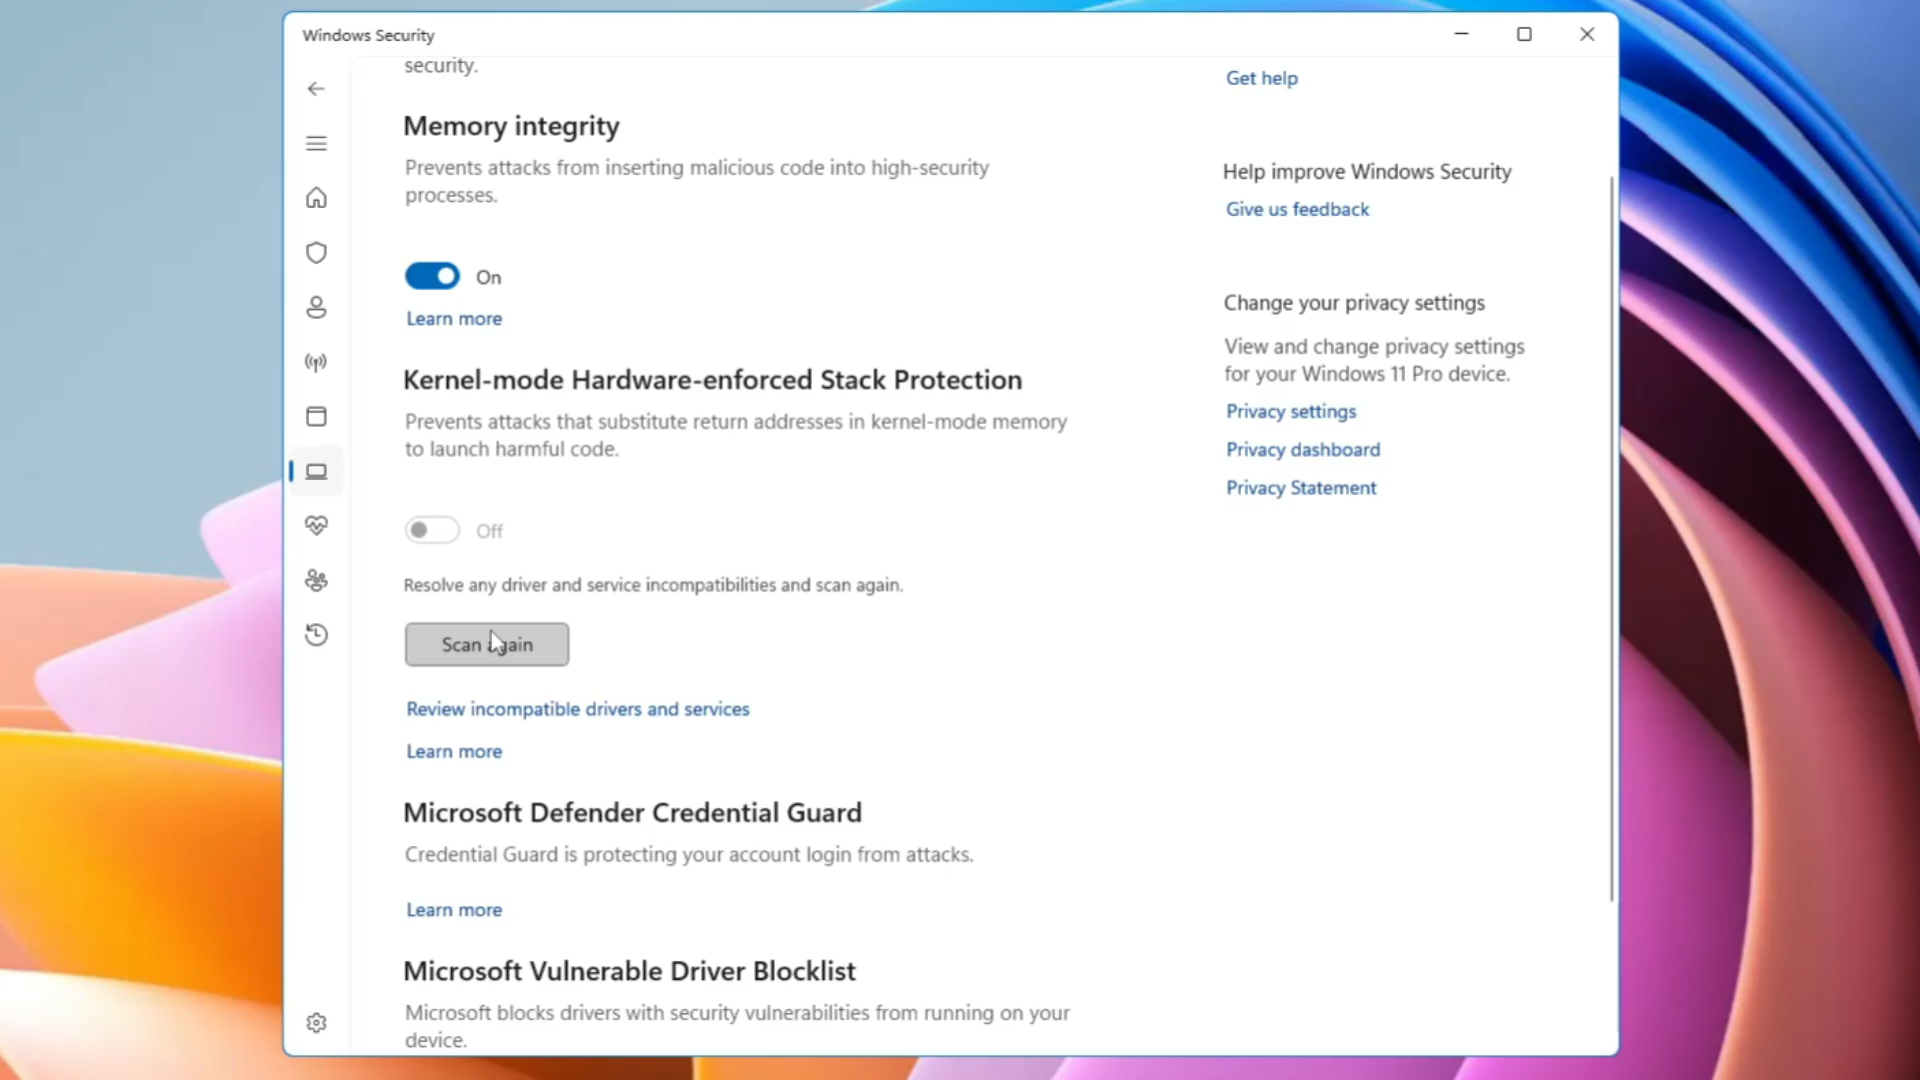 Windows Security
security.
Memory integrity
Prevents attacks from inserting malicious code into high-security
processes.
On
Learn more
Kernel-mode Hardware-enforced Stack Protection
Prevents attacks that substitute return addresses in kernel-mode memory
to launch harmful code.
Off
Resolve any driver and service incompatibilities and scan again.
Scan again
Review incompatible drivers and services
Learn more
Microsoft Defender Credential Guard
Credential Guard is protecting your account login from attacks.
Learn more
Microsoft Vulnerable Driver Blocklist
Microsoft blocks drivers with security vulnerabilities from running on your
device.
Get help
Help improve Windows Security
Give us feedback
Change your privacy settings
View and change privacy settings
for your Windows 11 Pro device.
Privacy settings
Privacy dashboard
Privacy Statement